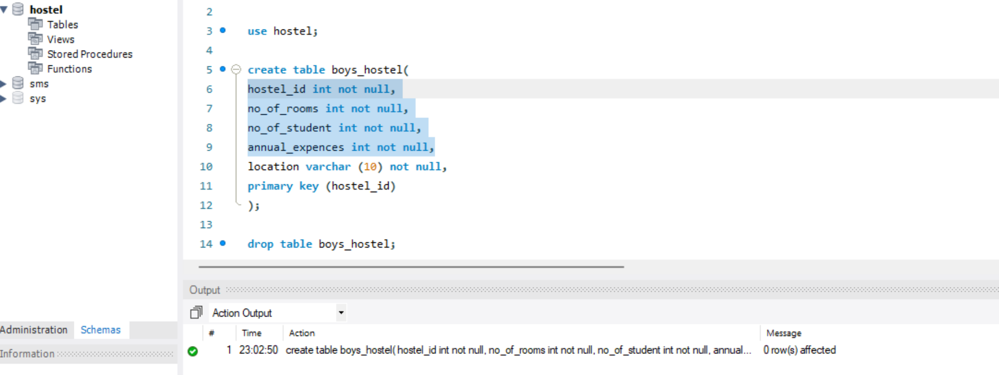 hostel
Tables
Views
Stored Procedures
Functions
sms
sys
Administration Schemas
Information
2
3 use hostel;
4
5 create table boys_hostel(
6 hostel_id int not null,
7 no_of_rooms int not null,
8 no_of_student int not null,
9 annual_expences int not null,
10 location varchar (10) not null,
11 primary key (hostel_id)
12 );
13
14 drop table boys_hostel;
Output
Action Output
# Time Action Message
1 23:02:50 create table boys_hostel( hostel_id int not null, no_of_rooms int not null, no_of_student int not null, annual... 0 row(s) affected